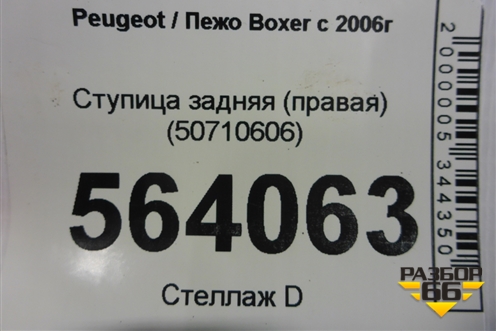 Peugeot / Пежо Boxer с 2006г
Ступица задняя (правая)
(50710606)
564063
Стеллаж D
2000005344350
РАЗБОР
66